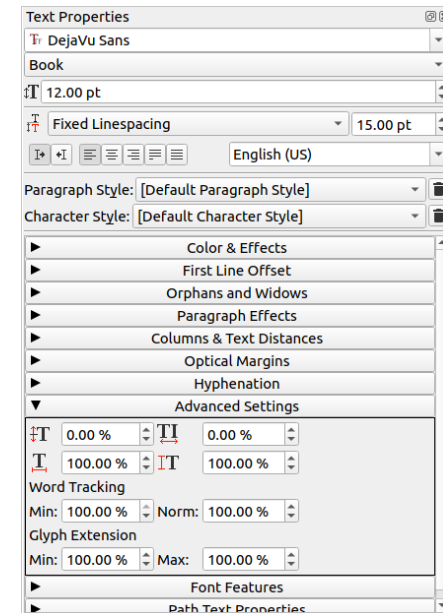 Text Properties
DejaVu Sans
Book
12.00 pt
Fixed Linespacing 15.00 pt
English (US)
Paragraph Style: [Default Paragraph Style]
Character Style: [Default Character Style]
Color & Effects
First Line Offset
Orphans and Widows
Paragraph Effects
Columns & Text Distances
Optical Margins
Hyphenation
Advanced Settings
0.00 % 0.00 %
100.00 % 100.00 %
Word Tracking
Min: 100.00 % Norm: 100.00 %
Glyph Extension
Min: 100.00 % Max: 100.00 %
Font Features
Path Text Properties